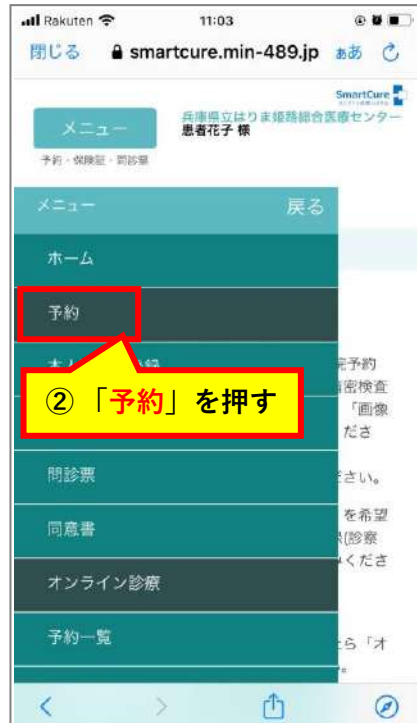 Rakuten 11:03
閉じる smartcure.min-489.jp ぁあ
SmartCure
メニュー
兵庫県立はりま姫路総合医療センター
患者花子 様
予約・保険証・問診票
メニュー 戻る
ホーム
予約
院予約
密検査
② 「予約」を押す
「画像
ださ
問診票
ださい。
を希望
同意書
(診察
みくださ
オンライン診療
予約一覧
たら「オ